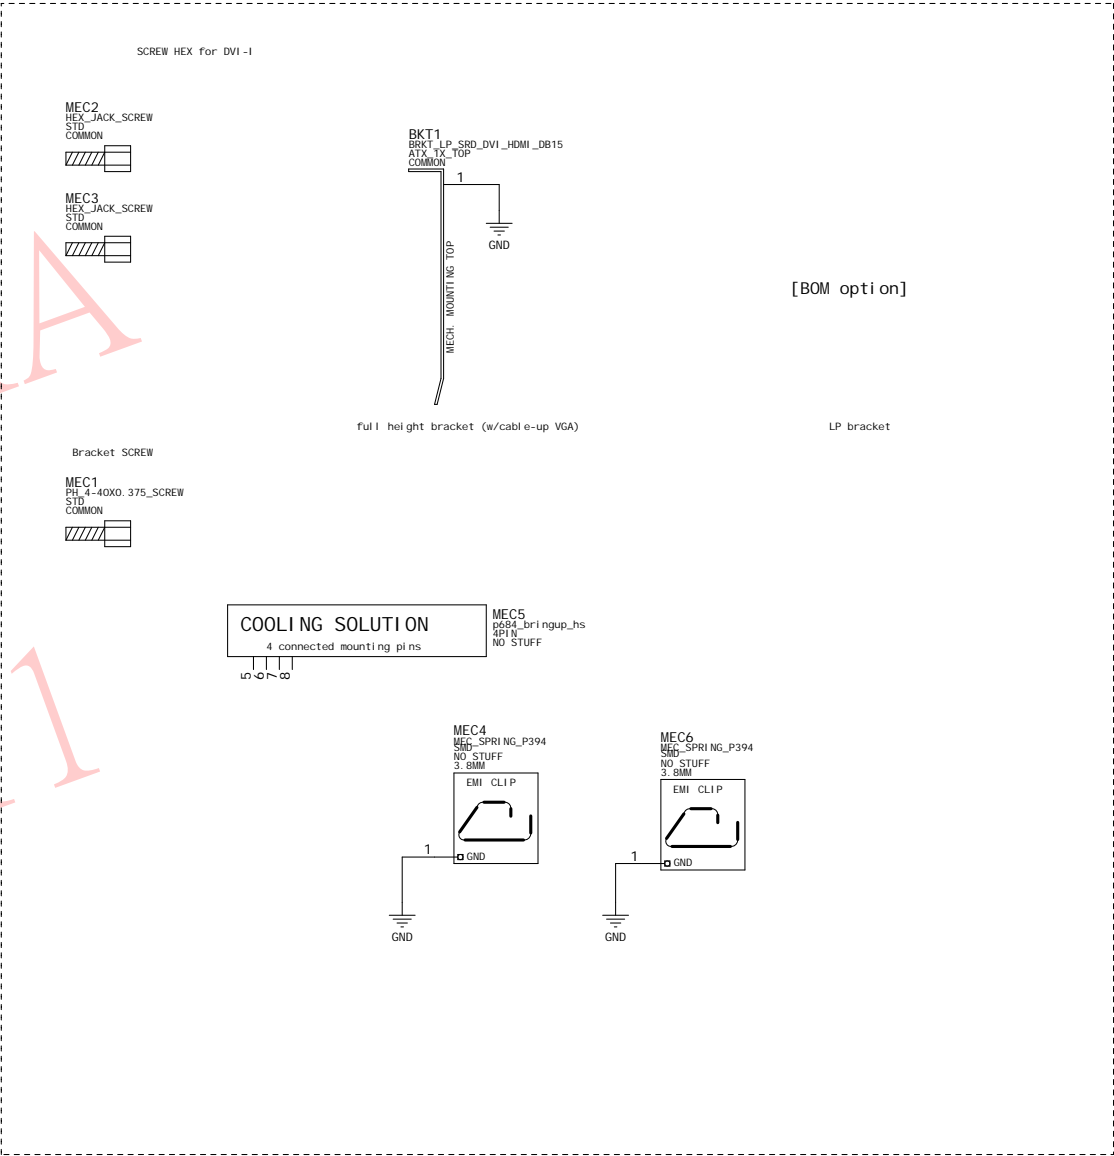 SCREW HEX for DVI-I
MEC2
HEX_JACK_SCREW
STD
COMMON
MEC3
HEX_JACK_SCREW
STD
COMMON
BKT1
BRKT_LP_SRD_DVI_HDMI_DB15
ATX_1X_TOP
COMMON
1
GND
MECH. MOUNTING TOP
[BOM option]
full height bracket (w/cable-up VGA)
LP bracket
Bracket SCREW
MEC1
PH_4-40X0.375_SCREW
STD
COMMON
COOLING SOLUTION
4 connected mounting pins
5
6
7
8
MEC5
p684_bringup_hs
4PIN
NO STUFF
MEC4
MEC_SPRING_P394
SMD
NO STUFF
3.8MM
EMI CLIP
1
GND
GND
MEC6
MEC_SPRING_P394
SMD
NO STUFF
3.8MM
EMI CLIP
1
GND
GND
A
1